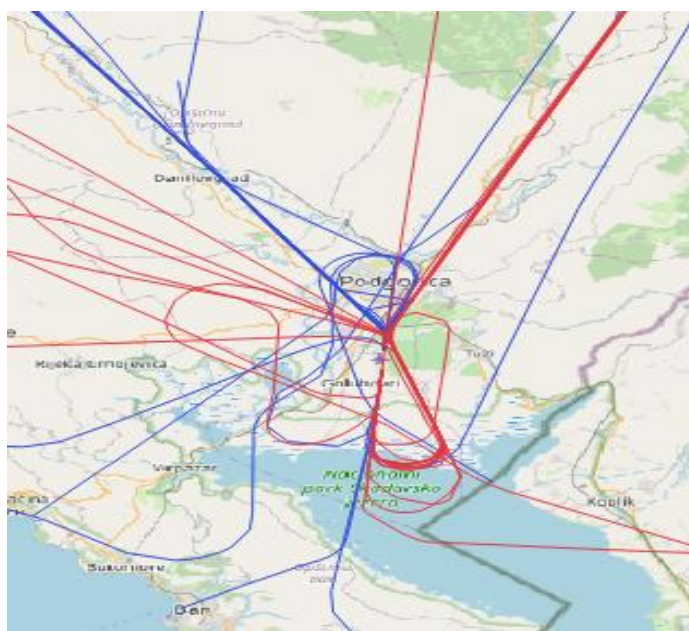 Danilovgrad
Podgorica
Tuzi
Rijeka Crnojevića
Golubovci
Virpazar
Nacionalni
park Skadarsko
jezero
Koplik
Sutomore
Bar